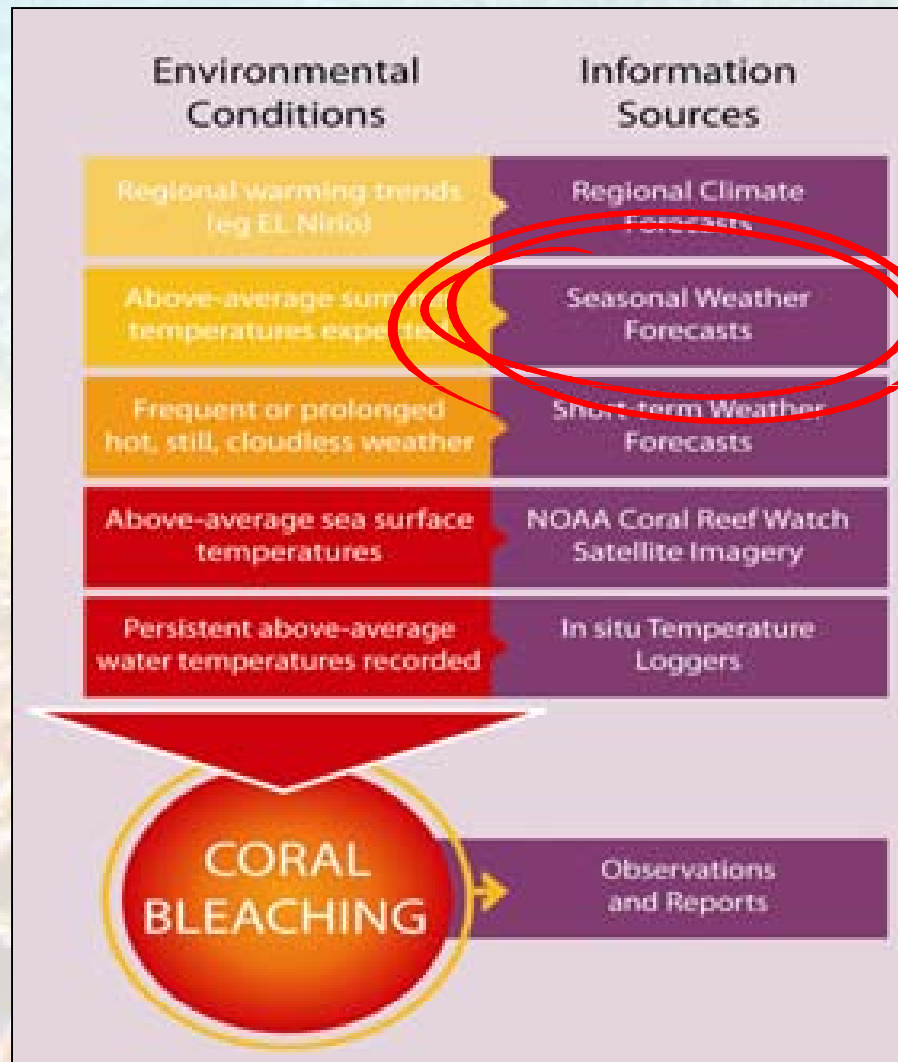 Environmental
Conditions
Information
Sources
Regional warming trends
(eg EL Niño)
Regional Climate
Forecasts
Above-average summer
temperatures expected
Seasonal Weather
Forecasts
Frequent or prolonged
hot, still, cloudless weather
Short-term Weather
Forecasts
Above-average sea surface
temperatures
NOAA Coral Reef Watch
Satellite Imagery
Persistent above-average
water temperatures recorded
In situ Temperature
Loggers
CORAL
BLEACHING
Observations
and Reports